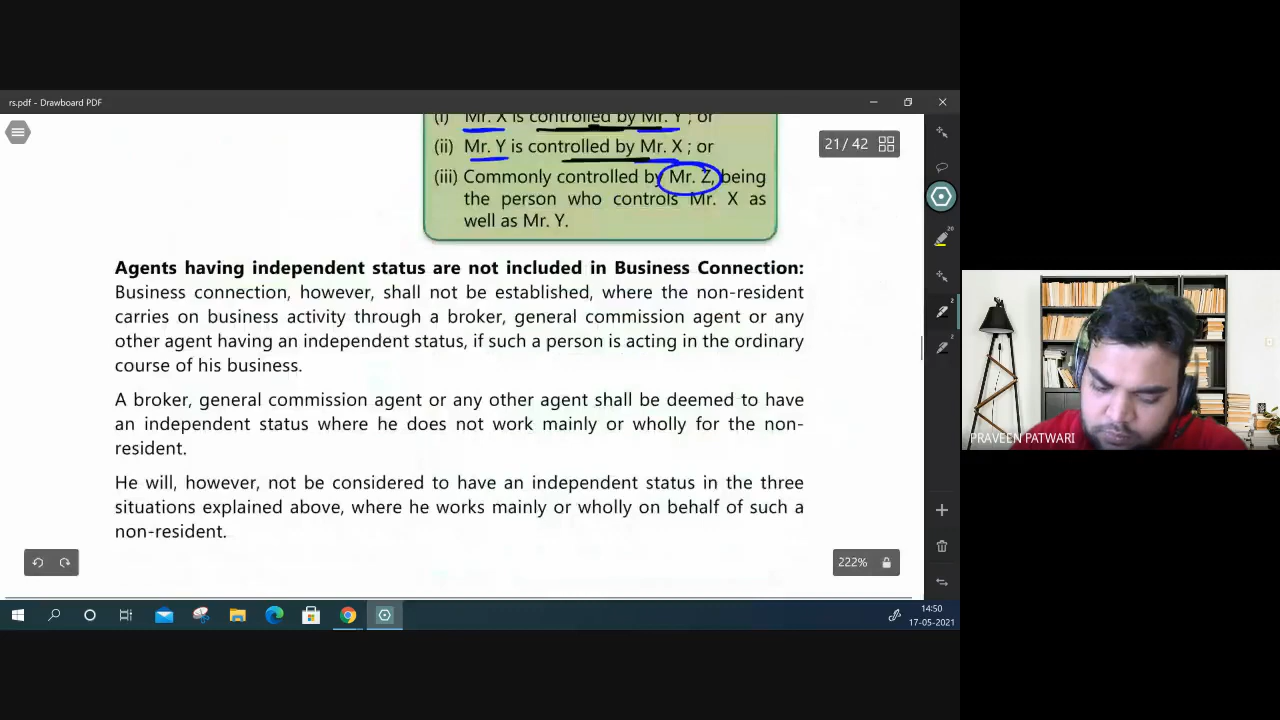 rs.pdf - Drawboard PDF
(i) Mr. X is controlled by Mr. Y ; or
21 / 42
(ii) Mr. Y is controlled by Mr. X ; or
(iii) Commonly controlled by Mr. Z, being
the person who controls Mr. X as
well as Mr. Y.
Agents having independent status are not included in Business Connection:
Business connection, however, shall not be established, where the non-resident
carries on business activity through a broker, general commission agent or any
other agent having an independent status, if such a person is acting in the ordinary
course of his business.
A broker, general commission agent or any other agent shall be deemed to have
an independent status where he does not work mainly or wholly for the non-
resident.
He will, however, not be considered to have an independent status in the three
situations explained above, where he works mainly or wholly on behalf of such a
non-resident.
222%
PRAVEEN PATWARI
20
2
2
14:50
17-05-2021